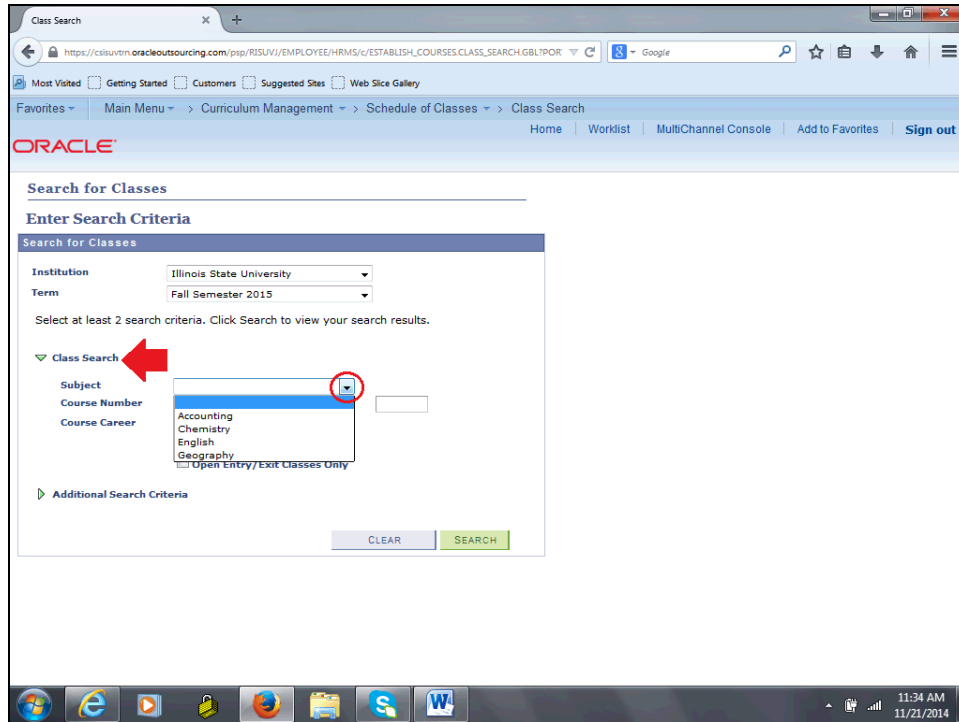 Class Search
https://csisuvtrn.oracleoutsourcing.com/psp/RISUVJ/EMPLOYEE/HRMS/c/ESTABLISH_COURSES.CLASS_SEARCH.GBL?POR
Google
Most Visited Getting Started Customers Suggested Sites Web Slice Gallery
Favorites Main Menu > Curriculum Management > Schedule of Classes > Class Search
Home Worklist MultiChannel Console Add to Favorites Sign out
ORACLE
Search for Classes
Enter Search Criteria
Search for Classes
Institution Illinois State University
Term Fall Semester 2015
Select at least 2 search criteria. Click Search to view your search results.
Class Search
Subject
Course Number
Course Career
Accounting
Chemistry
English
Geography
Open Entry/Exit Classes Only
Additional Search Criteria
CLEAR SEARCH
11:34 AM
11/21/2014